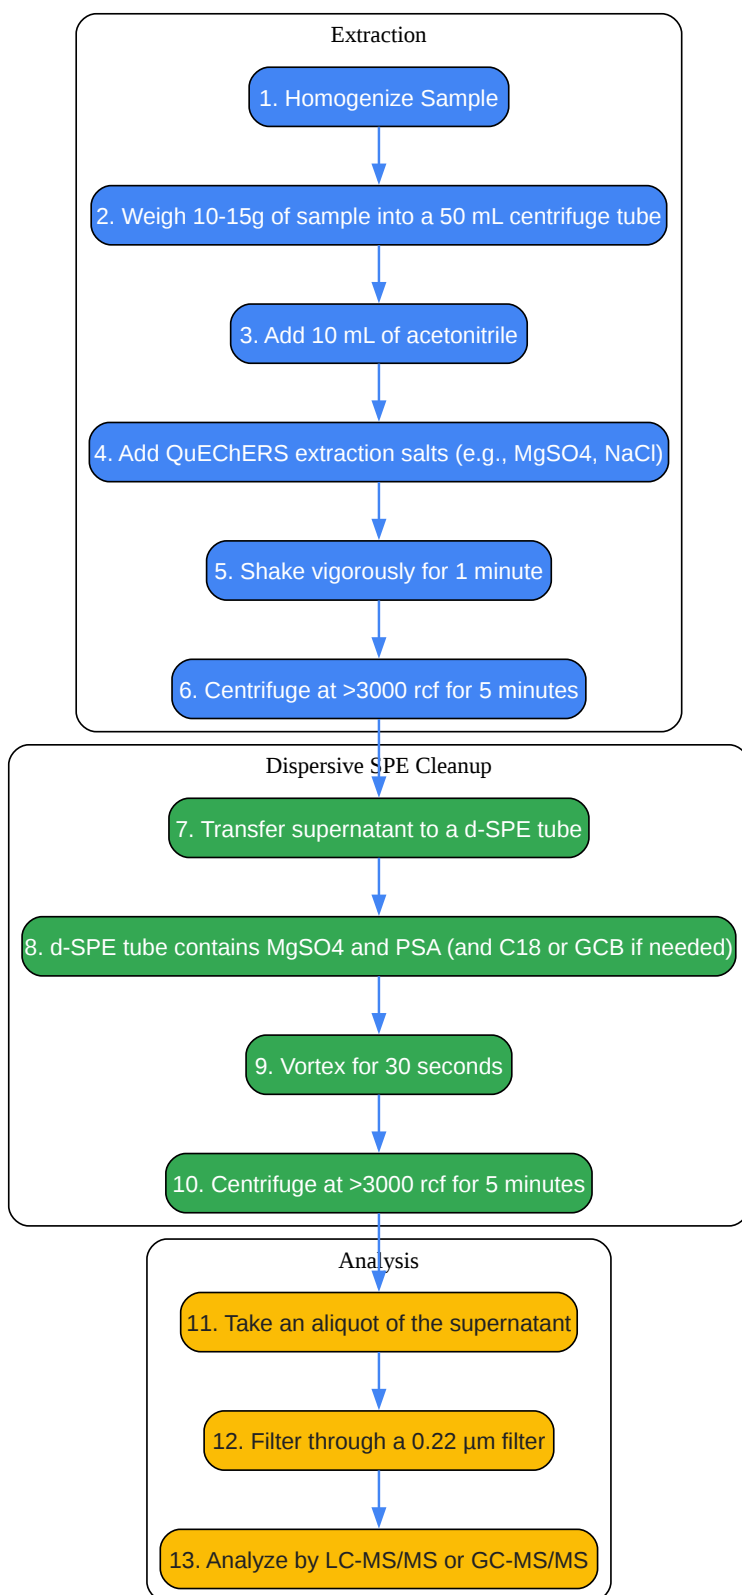 Extraction
1. Homogenize Sample
2. Weigh 10-15g of sample into a 50 mL centrifuge tube
3. Add 10 mL of acetonitrile
4. Add QuEChERS extraction salts (e.g., MgSO4, NaCl)
5. Shake vigorously for 1 minute
6. Centrifuge at >3000 rcf for 5 minutes
Dispersive SPE Cleanup
7. Transfer supernatant to a d-SPE tube
8. d-SPE tube contains MgSO4 and PSA (and C18 or GCB if needed)
9. Vortex for 30 seconds
10. Centrifuge at >3000 rcf for 5 minutes
Analysis
11. Take an aliquot of the supernatant
12. Filter through a 0.22 µm filter
13. Analyze by LC-MS/MS or GC-MS/MS